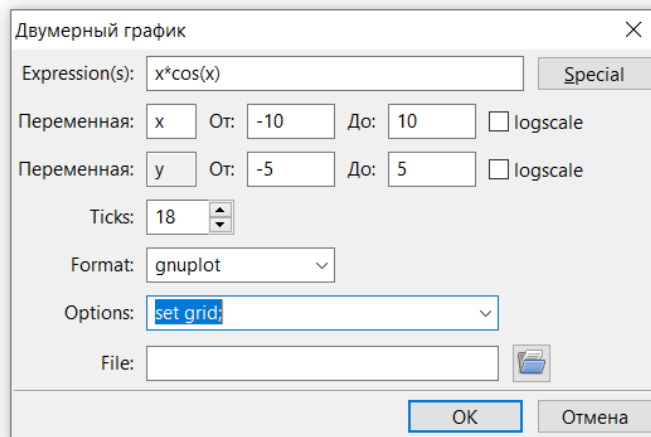 Двумерный график
Expression(s): x*cos(x) Special
Переменная: x От: -10 До: 10 logscale
Переменная: y От: -5 До: 5 logscale
Ticks: 18
Format: gnuplot
Options: set grid;
File:
OK Отмена